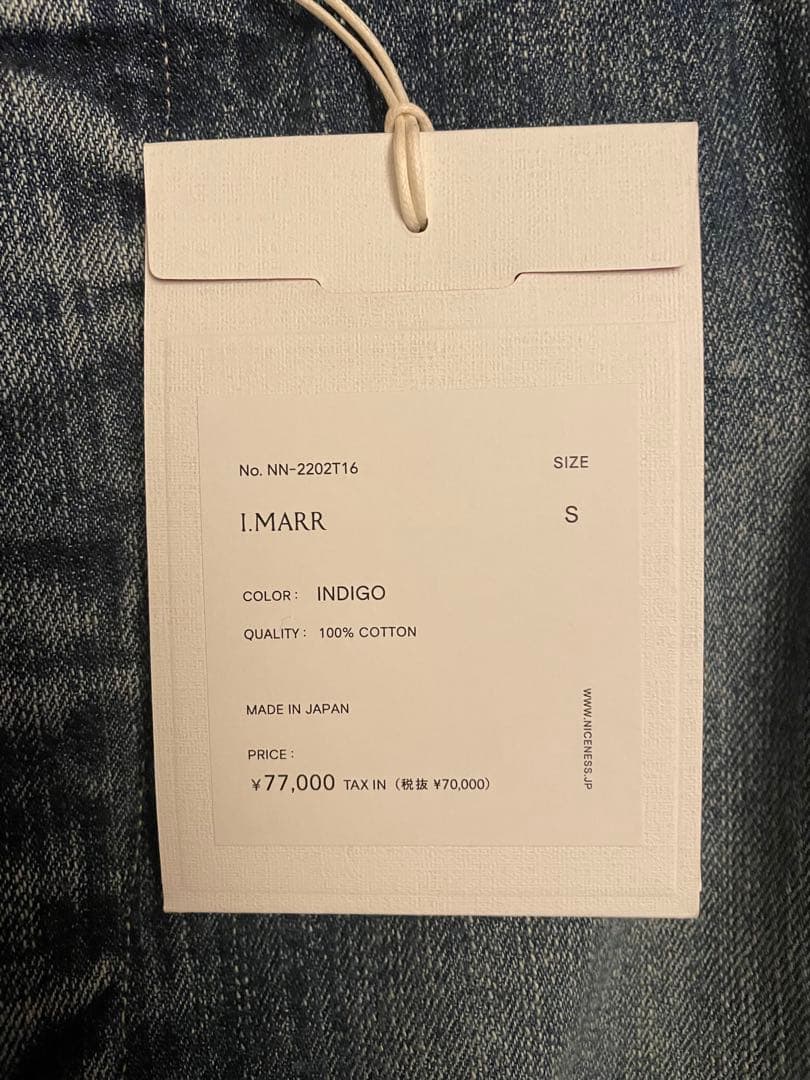 No. NN-2202T16
SIZE
I.MARR
S
COLOR: INDIGO
QUALITY: 100% COTTON
MADE IN JAPAN
PRICE:
¥77,000 TAX IN (税抜 ¥70,000)
WWW.NICENESS.JP